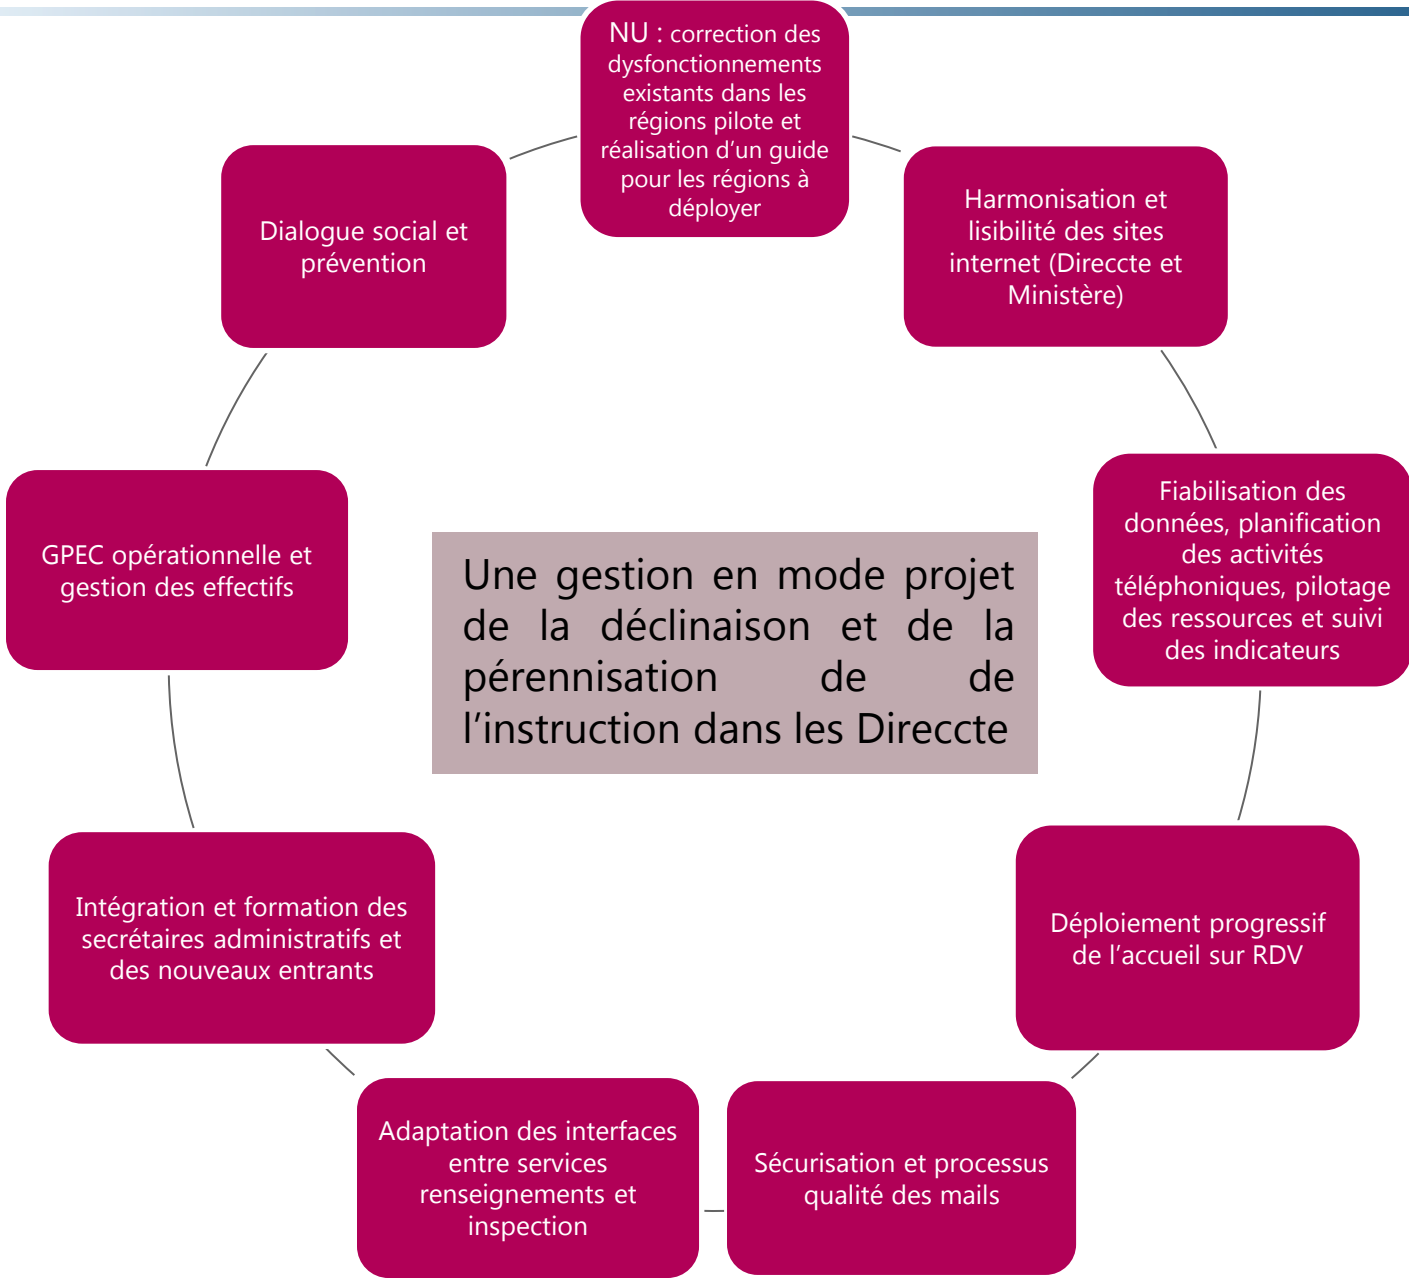 NU : correction des
dysfonctionnements
existants dans les
régions pilote et
réalisation d’un guide
pour les régions à
déployer
Harmonisation et
lisibilité des sites
internet (Direccte et
Ministère)
Fiabilisation des
données, planification
des activités
téléphoniques, pilotage
des ressources et suivi
des indicateurs
Déploiement progressif
de l’accueil sur RDV
Sécurisation et processus
qualité des mails
Adaptation des interfaces
entre services
renseignements et
inspection
Intégration et formation des
secrétaires administratifs et
des nouveaux entrants
GPEC opérationnelle et
gestion des effectifs
Dialogue social et
prévention
Une gestion en mode projet
de la déclinaison et de la
pérennisation de de
l’instruction dans les Direccte